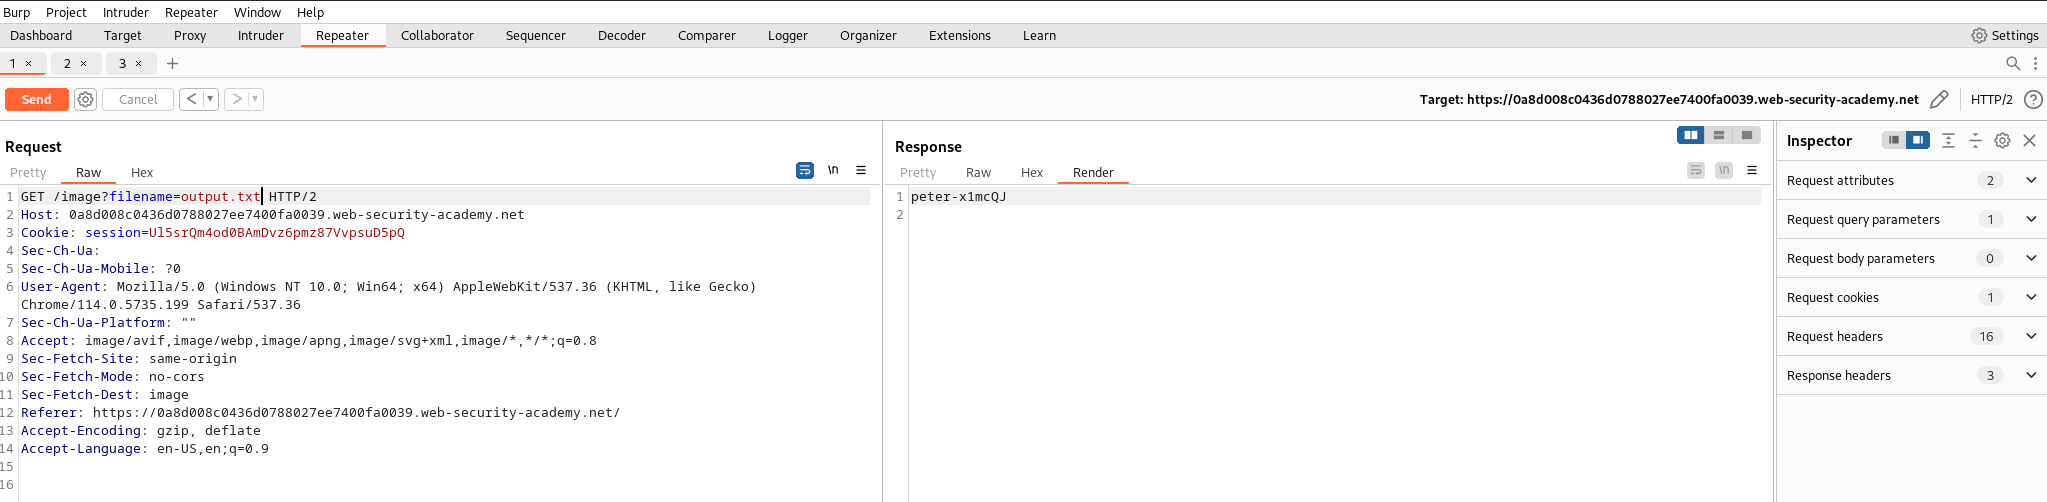 Burp Project Intruder Repeater Window Help
Dashboard Target Proxy Intruder Repeater Collaborator Sequencer Decoder Comparer Logger Organizer Extensions Learn Settings
1 × 2 × 3 × +
Send Cancel < > Target: https://0a8d008c0436d0788027ee7400fa0039.web-security-academy.net HTTP/2 ?
Request
Pretty Raw Hex \n
1 GET /image?filename=output.txt HTTP/2
2 Host: 0a8d008c0436d0788027ee7400fa0039.web-security-academy.net
3 Cookie: session=Ul5srQm4od0BAmDvz6pmz87VvpsuD5pQ
4 Sec-Ch-Ua:
5 Sec-Ch-Ua-Mobile: ?0
6 User-Agent: Mozilla/5.0 (Windows NT 10.0; Win64; x64) AppleWebKit/537.36 (KHTML, like Gecko)
Chrome/114.0.5735.199 Safari/537.36
7 Sec-Ch-Ua-Platform: ""
8 Accept: image/avif,image/webp,image/apng,image/svg+xml,image/*,*/*;q=0.8
9 Sec-Fetch-Site: same-origin
10 Sec-Fetch-Mode: no-cors
11 Sec-Fetch-Dest: image
12 Referer: https://0a8d008c0436d0788027ee7400fa0039.web-security-academy.net/
13 Accept-Encoding: gzip, deflate
14 Accept-Language: en-US,en;q=0.9
15
16
Response
Pretty Raw Hex Render \n
1 peter-x1mcQJ
2
Inspector
Request attributes 2
Request query parameters 1
Request body parameters 0
Request cookies 1
Request headers 16
Response headers 3